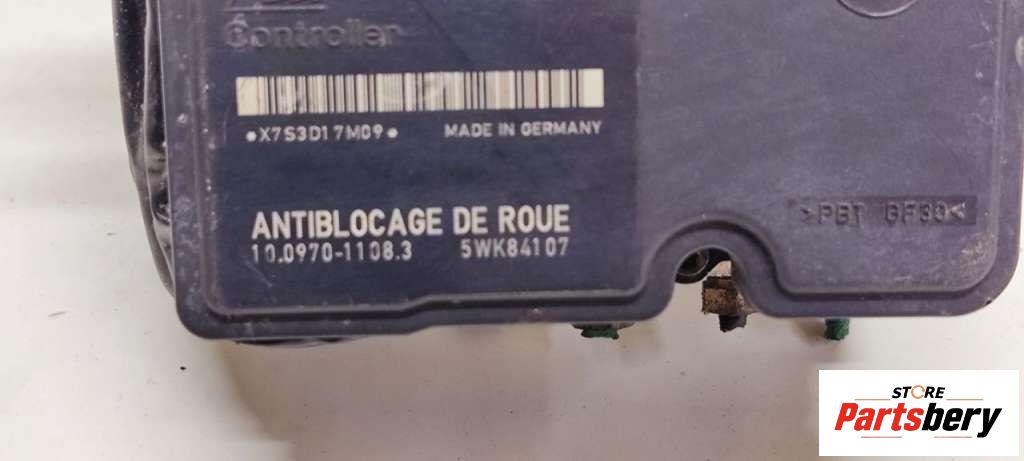 Controller
*X7S3D17M09* MADE IN GERMANY
ANTIBLOCAGE DE ROUE
10.0970-1108.3 5WK84107
>PBT GF30<
STORE
Partsbery